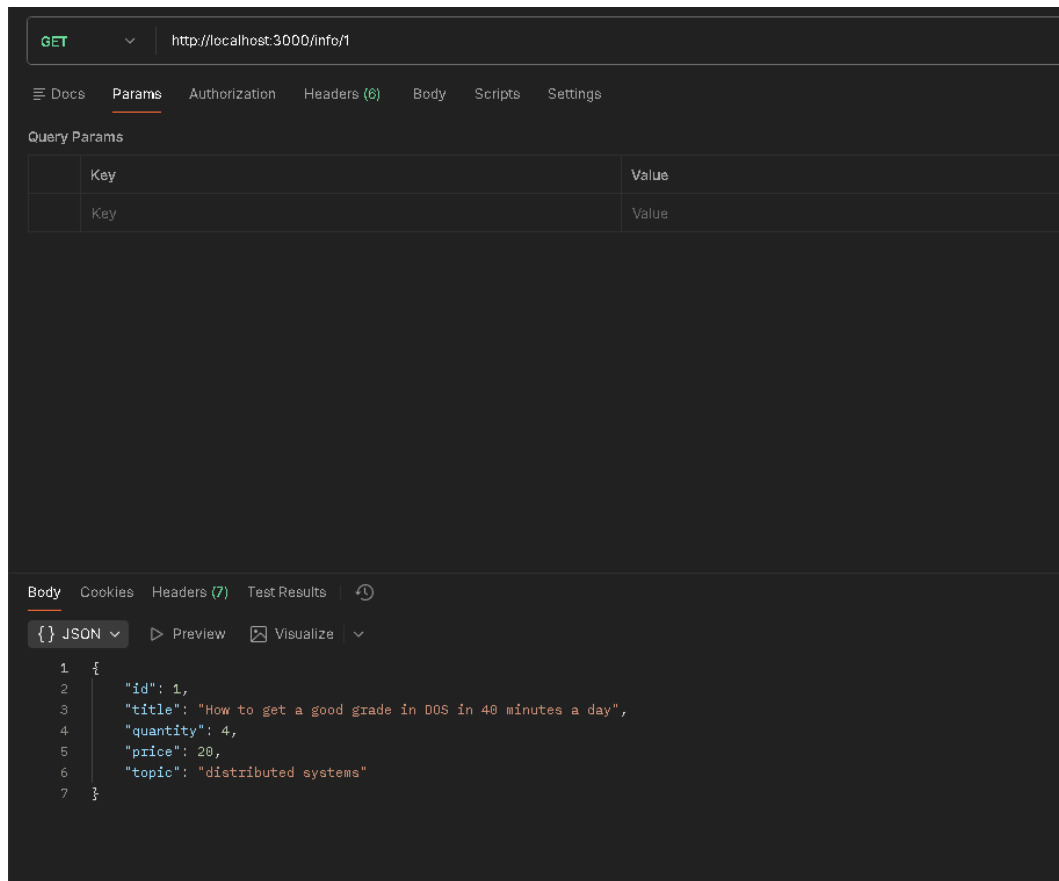 GET http://localhost:3000/info/1
Docs Params Authorization Headers (6) Body Scripts Settings
Query Params
Key Value
Key Value
Body Cookies Headers (7) Test Results
{} JSON Preview Visualize
1 {
2 "id": 1,
3 "title": "How to get a good grade in DOS in 40 minutes a day",
4 "quantity": 4,
5 "price": 20,
6 "topic": "distributed systems"
7 }